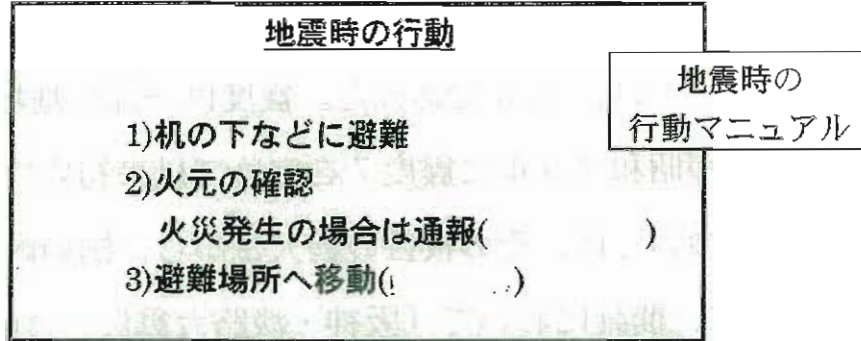 地震時の行動
地震時の
行動マニュアル
1)机の下などに避難
2)火元の確認
火災発生の場合は通報(　　　　)
3)避難場所へ移動(　　　　)